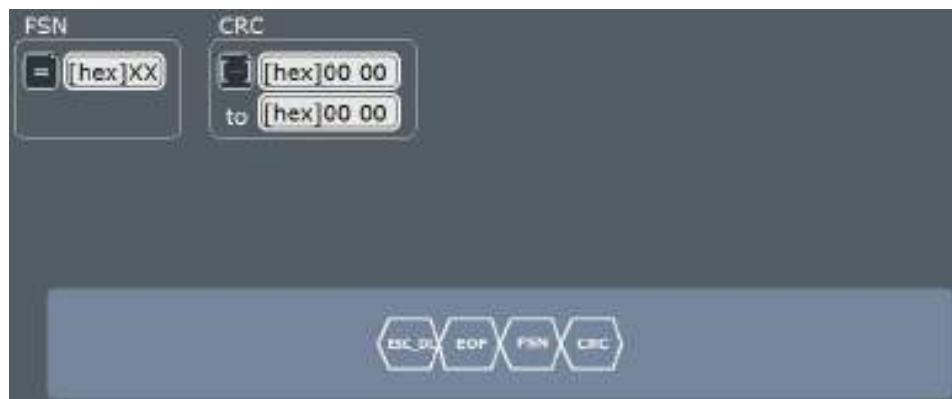 FSN CRC
= [hex]XX [hex]00 00
to [hex]00 00
ESC_DL EOF FSN CRC